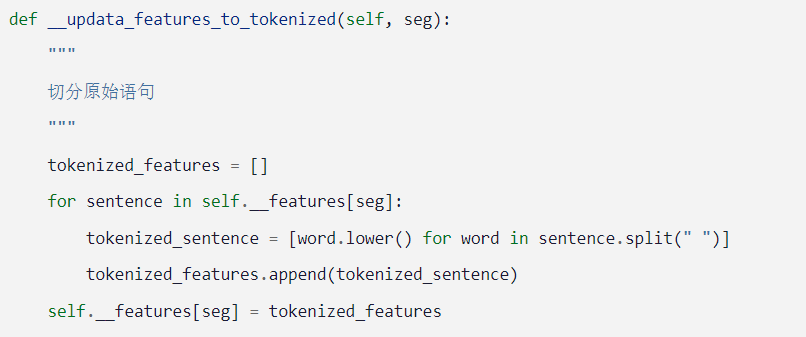 def __updata_features_to_tokenized(self, seg):
    """
    切分原始语句
    """
    tokenized_features = []
    for sentence in self.__features[seg]:
        tokenized_sentence = [word.lower() for word in sentence.split(" ")]
        tokenized_features.append(tokenized_sentence)
    self.__features[seg] = tokenized_features